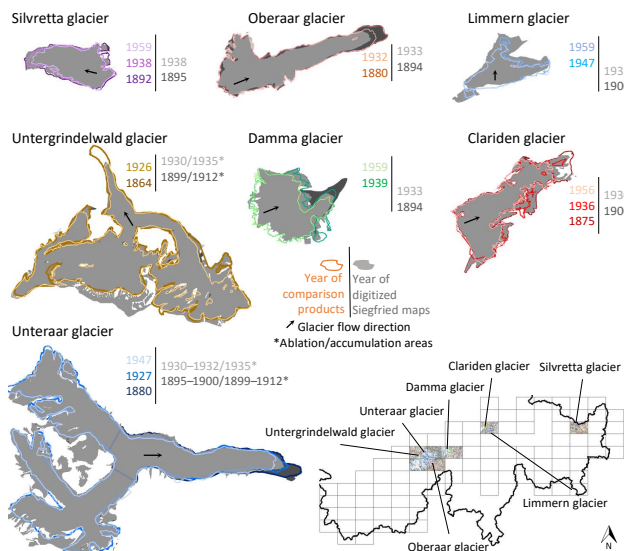 Silvretta glacier
1959
1938
1892
1938
1895
Oberaar glacier
1932
1880
1933
1894
Limmern glacier
1959
1947
Untergrindelwald glacier
1926
1864
1930/1935*
1899/1912*
Damma glacier
1959
1939
1933
1894
Clariden glacier
1956
1936
1875
Year of
comparison
products
Year of
digitized
Siegfried maps
Glacier flow direction
*Ablation/accumulation areas
Unteraar glacier
1947
1927
1880
1930–1932/1935*
1895-1900/1899–1912*
Clariden glacier
Silvretta glacier
Damma glacier
Unteraar glacier
Untergrindelwald glacier
Limmern glacier
Oberaar glacier
N